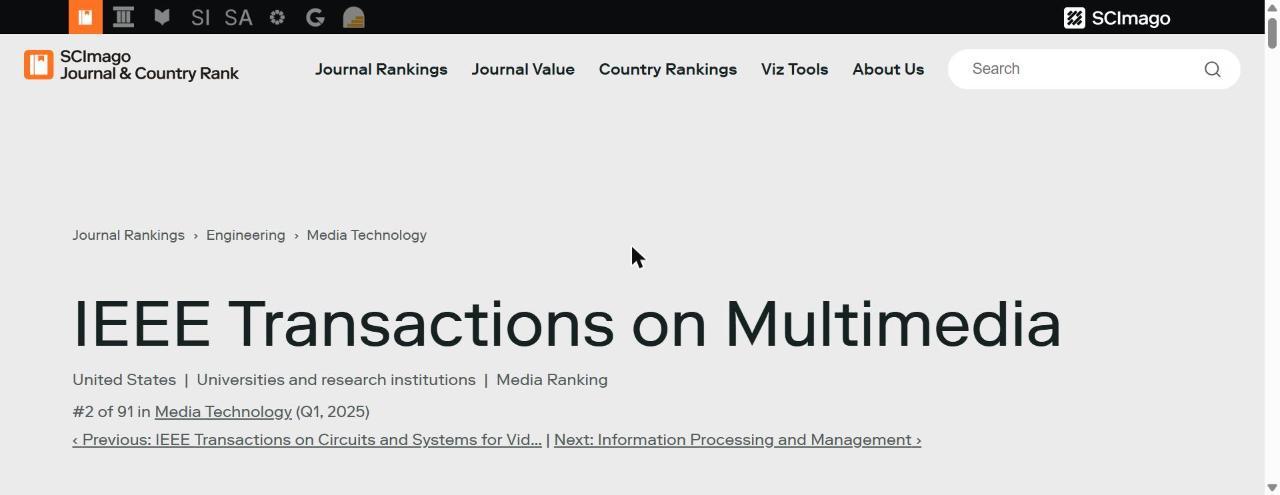 SI SA G SCImago
SCImago
Journal & Country Rank
Journal Rankings Journal Value Country Rankings Viz Tools About Us Search
Journal Rankings › Engineering › Media Technology
IEEE Transactions on Multimedia
United States | Universities and research institutions | Media Ranking
#2 of 91 in Media Technology (Q1, 2025)
‹ Previous: IEEE Transactions on Circuits and Systems for Vid... | Next: Information Processing and Management ›